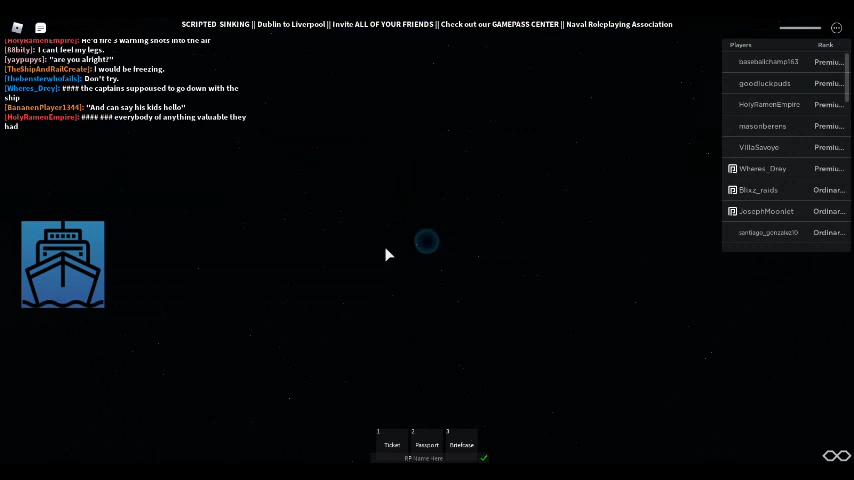 SCRIPTED SINKING || Dublin to Liverpool || Invite ALL OF YOUR FRIENDS || Check out our GAMEPASS CENTER || Naval Roleplaying Association
[HolyRamenEmpire]: He'd fire 3 warning shots into the air
[88bity]: I cant feel my legs.
[yaypupys]: "are you alright?"
[TheShipAndRailCreate]: I would be freezing.
[thebensterwhofails]: Don't try.
[Wheres_Drey]: #### the captains suppoused to go down with the
ship
[BananenPlayer1344]: "And can say his kids hello"
[HolyRamenEmpire]: #### ### everybody of anything valuable they
had
Players Rank
baseballchamp163 Premiu...
goodluckpuds Premiu...
HolyRamenEmpire Premiu...
masonberens Premiu...
VillaSavoye Premiu...
Wheres_Drey Premiu...
Blixz_raids Ordinar...
JosephMoonlet Ordinar...
santiago_gonzalez10 Ordinar...
1 2 3
Ticket Passport Briefcase
RP Name Here